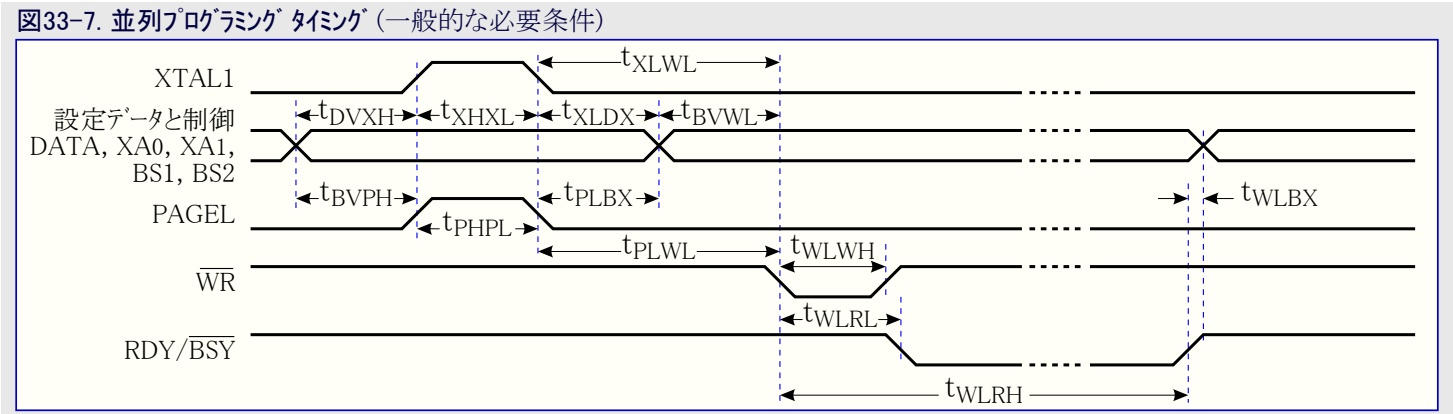 図33-7. 並列ﾌﾟﾛｸﾞﾗﾐﾝｸﾞ ﾀｲﾐﾝｸﾞ (一般的な必要条件)
XTAL1
tXLWL
設定ﾃﾞｰﾀと制御
DATA, XA0, XA1,
BS1, BS2
tDVXH
tXHXL
tXLDX
tBVWL
tBVPH
tPLBX
tWLBX
PAGEL
tPHPL
tPLWL
tWLWH
WR
tWLRL
RDY/BSY
tWLRH